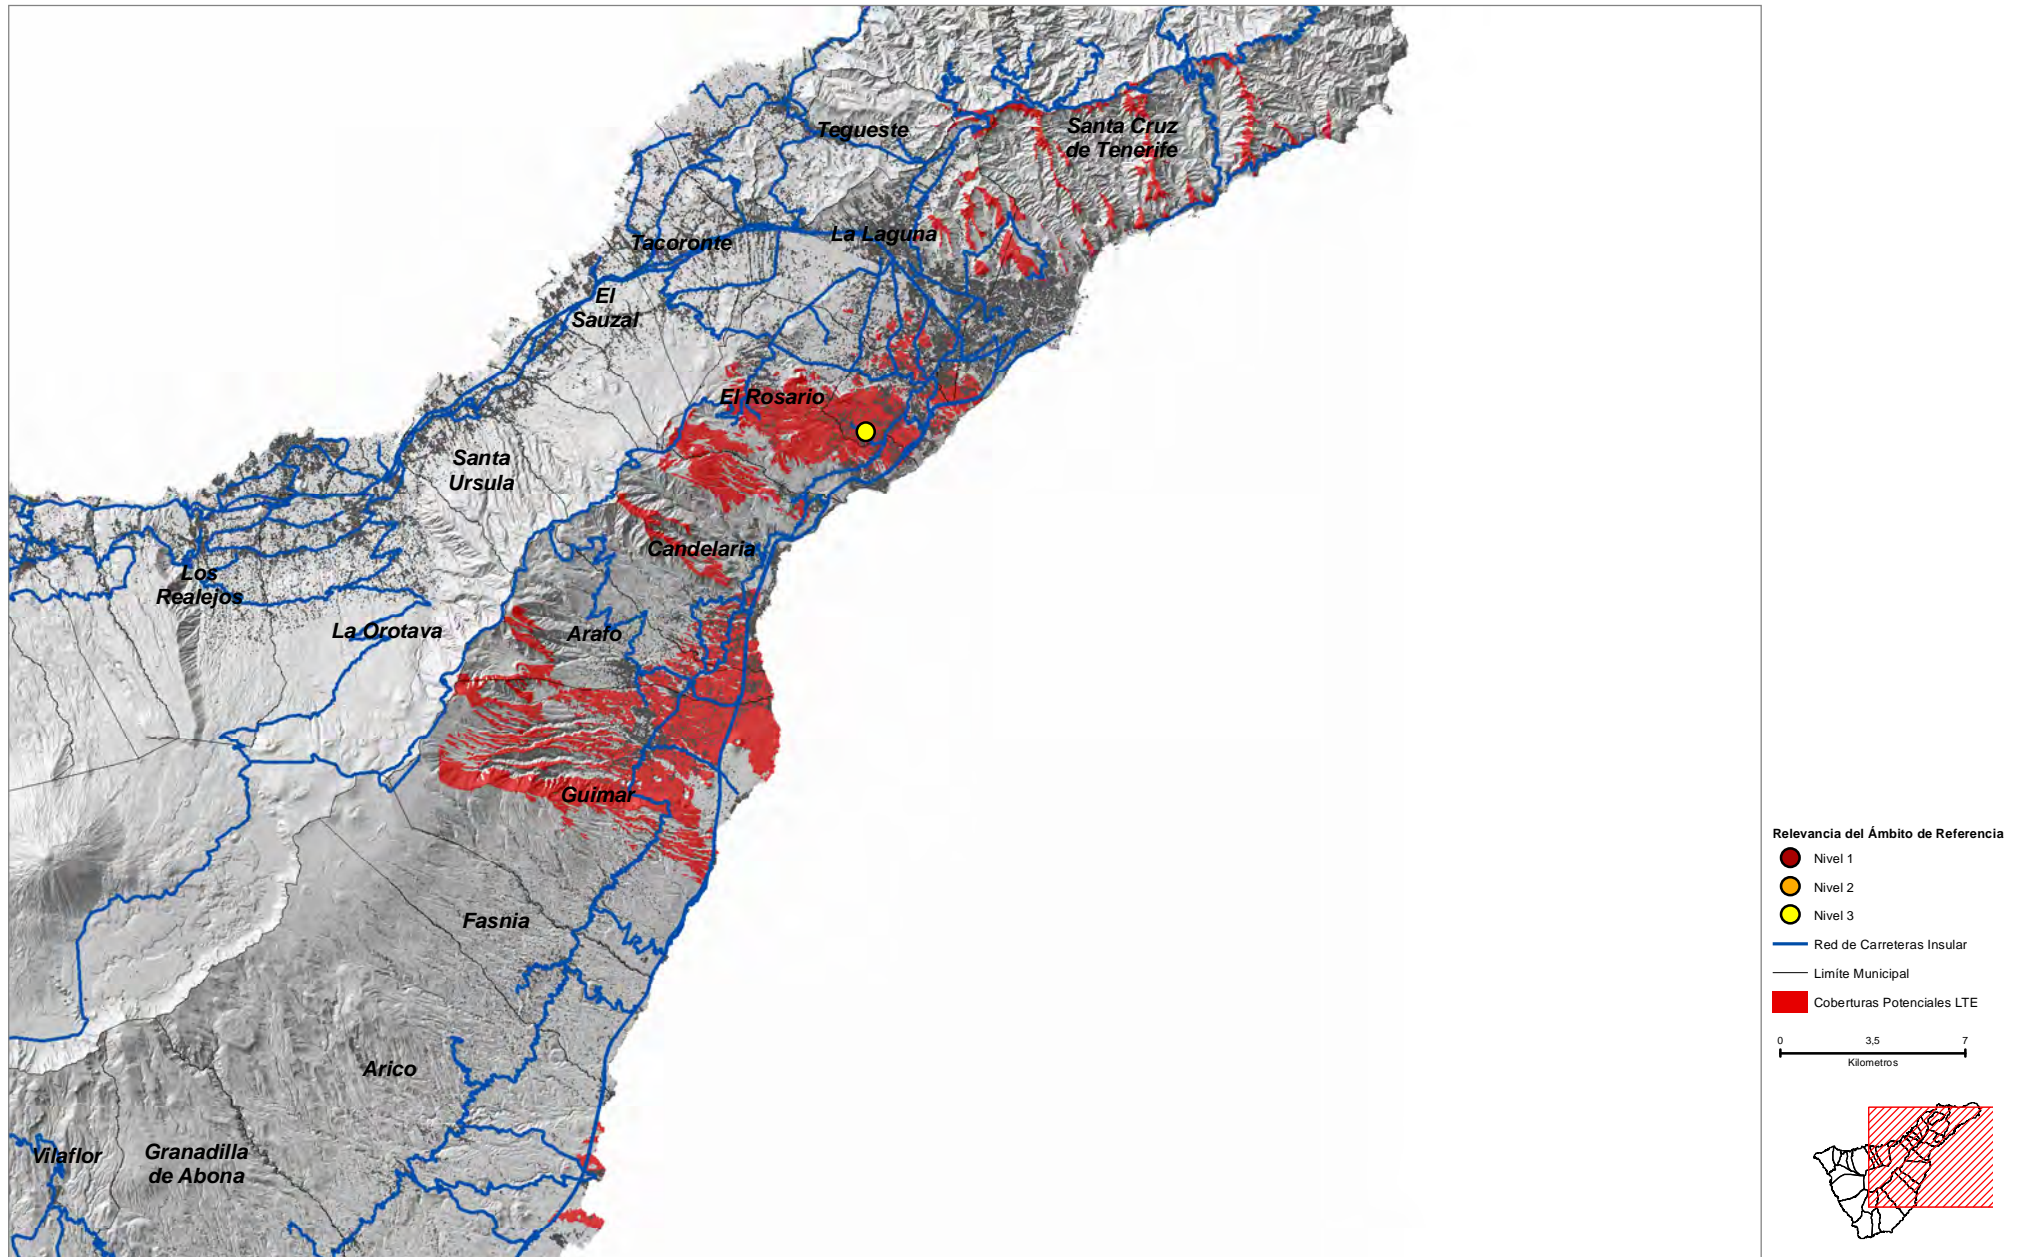 Tegueste
Santa Cruz
de Tenerife
La Laguna
Tacoronte
El
Sauzal
El Rosario
Santa
Ursula
Candelaria
Los
Realejos
La Orotava
Arafo
Guimar
Fasnia
Arico
Vilaflor
Granadilla
de Abona
Relevancia del Ámbito de Referencia
Nivel 1
Nivel 2
Nivel 3
Red de Carreteras Insular
Limíte Municipal
Coberturas Potenciales LTE
0 3,5 7
Kilometros